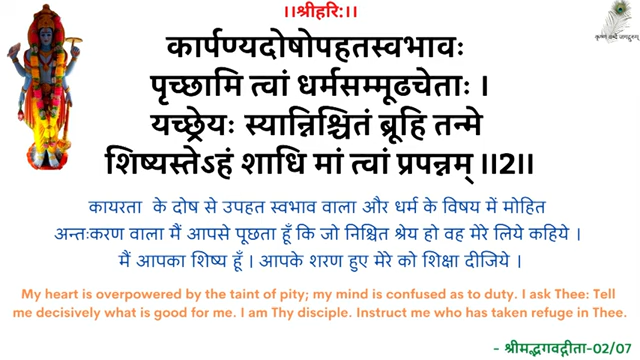 ।।श्रीहरि:।।
कृष्णं वन्दे जगद्गुरुम्
कार्पण्यदोषोपहतस्वभावः
पृच्छामि त्वां धर्मसम्मूढचेताः ।
यच्छ्रेयः स्यान्निश्चितं ब्रूहि तन्मे
शिष्यस्तेऽहं शाधि मां त्वां प्रपन्नम् ।।2।।
कायरता के दोष से उपहत स्वभाव वाला और धर्म के विषय में मोहित
अन्तःकरण वाला मैं आपसे पूछता हूँ कि जो निश्चित श्रेय हो वह मेरे लिये कहिये ।
मैं आपका शिष्य हूँ । आपके शरण हुए मेरे को शिक्षा दीजिये ।
My heart is overpowered by the taint of pity; my mind is confused as to duty. I ask Thee: Tell
me decisively what is good for me. I am Thy disciple. Instruct me who has taken refuge in Thee.
- श्रीमद्भगवद्गीता-02/07